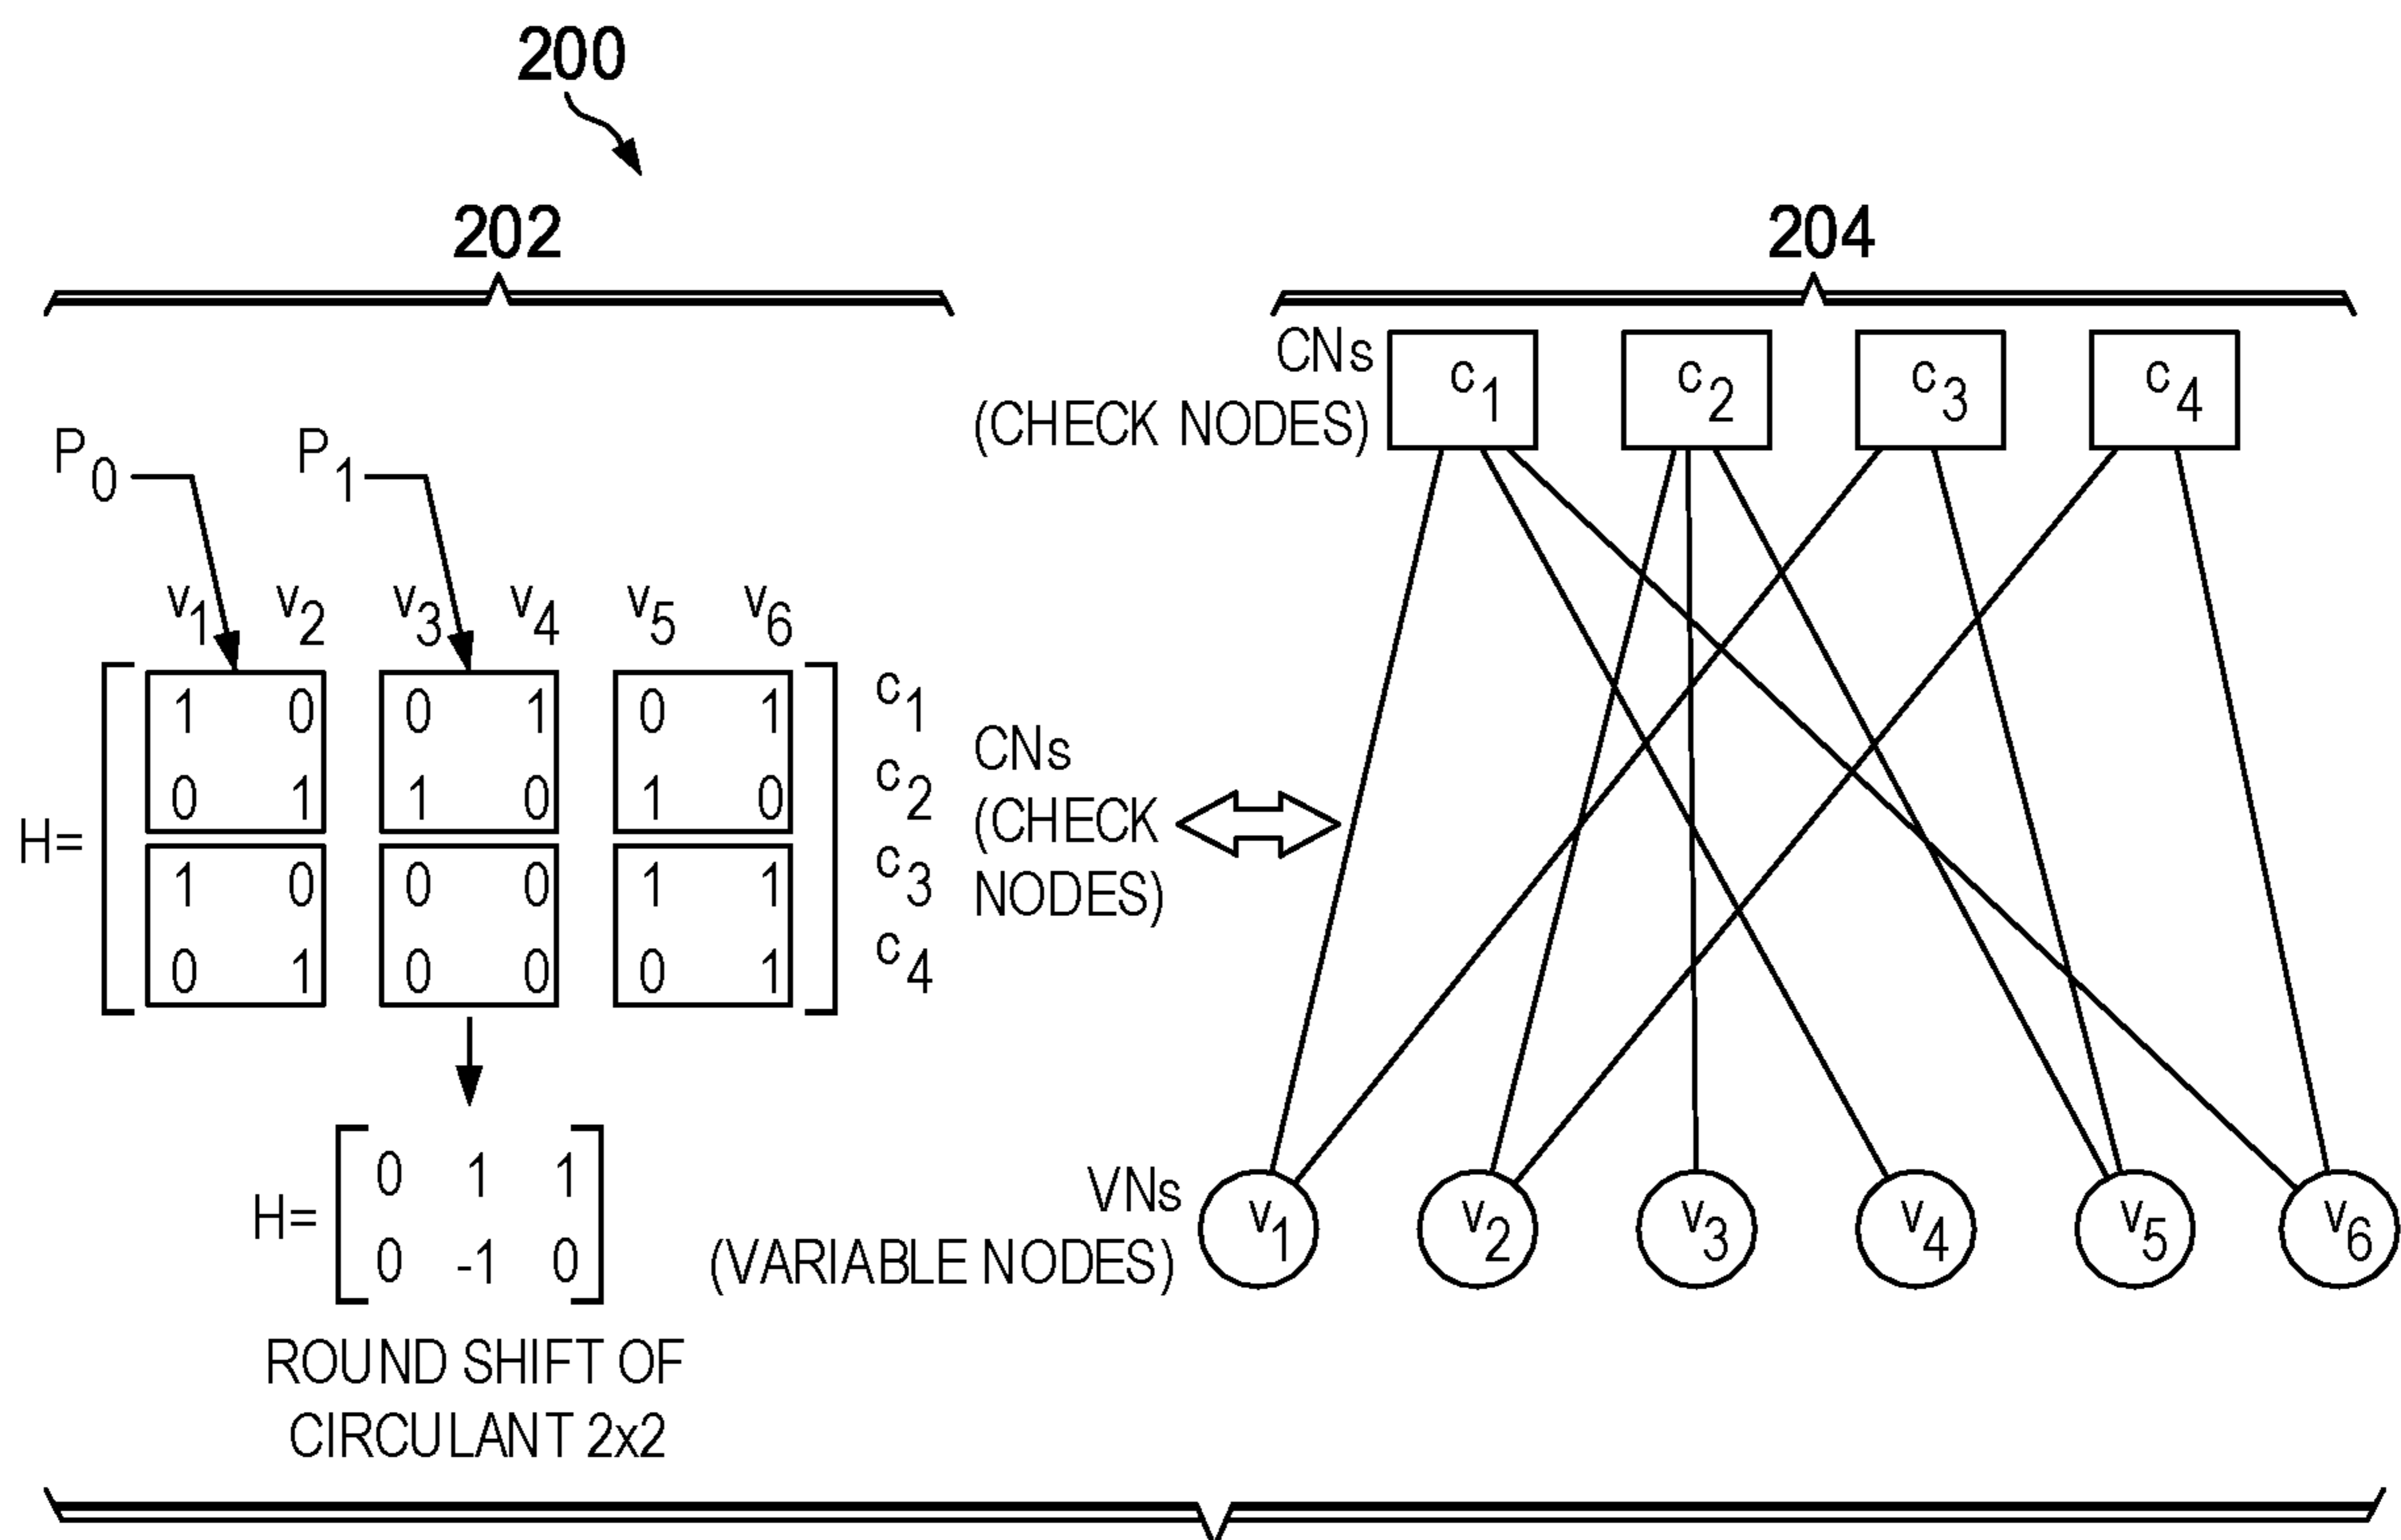 200
202
204
P0 P1
v1 v2 v3 v4 v5 v6
H=
1 0 0 1 0 1 c1
0 1 1 0 1 0 c2
1 0 0 0 1 1 c3
0 1 0 0 0 1 c4
CNs
(CHECK
NODES)
H=
0 1 1
0 -1 0
ROUND SHIFT OF
CIRCULANT 2x2
CNs
(CHECK NODES)
c1 c2 c3 c4
VNs
(VARIABLE NODES)
v1 v2 v3 v4 v5 v6